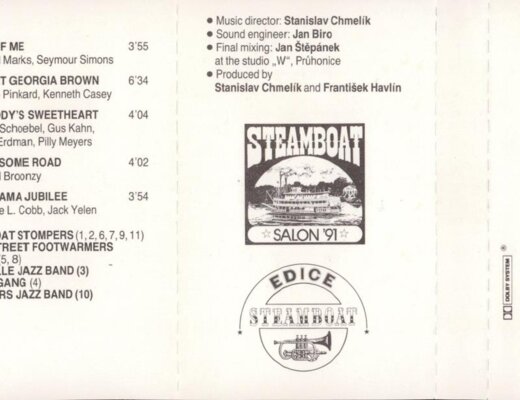 F ME 3’55
l Marks, Seymour Simons
T GEORGIA BROWN 6’34
Pinkard, Kenneth Casey
DY’S SWEETHEART 4’04
Schoebel, Gus Kahn,
Erdman, Pilly Meyers
SOME ROAD 4’02
l Broonzy
AMA JUBILEE 3’54
e L. Cobb, Jack Yelen
OAT STOMPERS (1, 2, 6, 7, 9, 11)
TREET FOOTWARMERS
(5, 8)
LLE JAZZ BAND (3)
GANG (4)
RS JAZZ BAND (10)
● Music director: Stanislav Chmelík
● Sound engineer: Jan Biro
● Final mixing: Jan Štěpánek
at the studio „W“, Průhonice
● Produced by
Stanislav Chmelík and František Havlín
STEAMBOAT
☆ SALON ’91 ☆
EDICE
STEAMBOAT
®
DOLBY SYSTEM